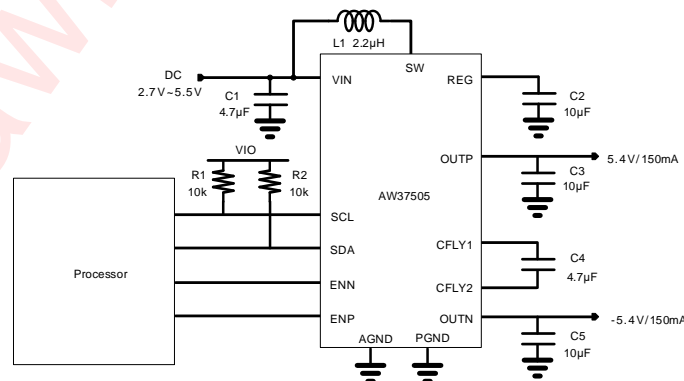 L1 2.2µH
DC
2.7V~5.5V
C1
4.7µF
VIN
SW
REG
C2
10µF
VIO
R1
10k
R2
10k
OUTP
5.4V/150mA
C3
10µF
AW37505
SCL
SDA
CFLY1
C4
4.7µF
CFLY2
Processor
ENN
ENP
OUTN
-5.4V/150mA
AGND
PGND
C5
10µF